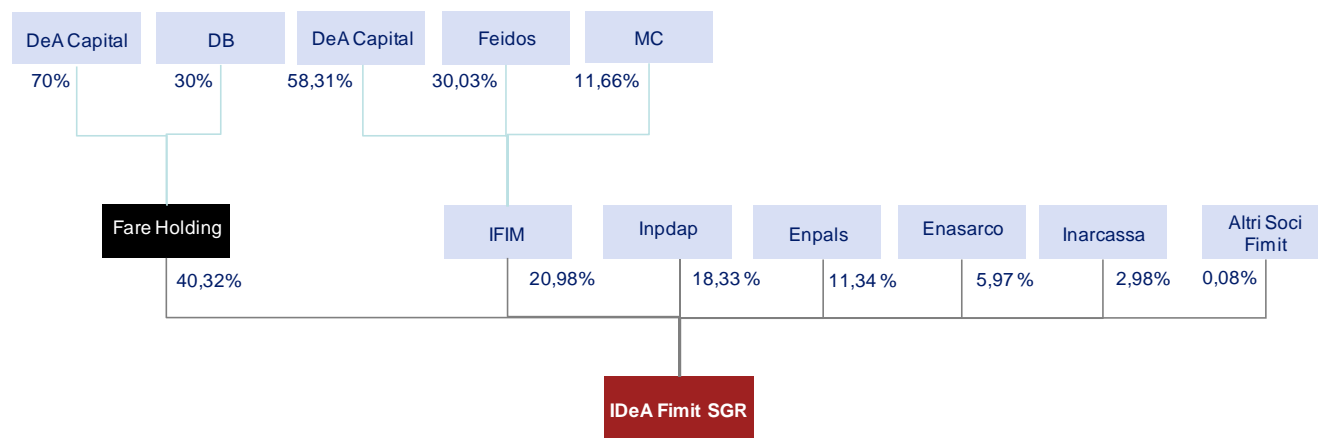 DeA Capital
DB
DeA Capital
Feidos
MC
70%
30%
58,31%
30,03%
11,66%
Fare Holding
IFIM
Inpdap
Enpals
Enasarco
Inarcassa
Altri Soci
Fimit
40,32%
20,98%
18,33 %
11,34 %
5,97 %
2,98%
0,08%
IDeA Fimit SGR